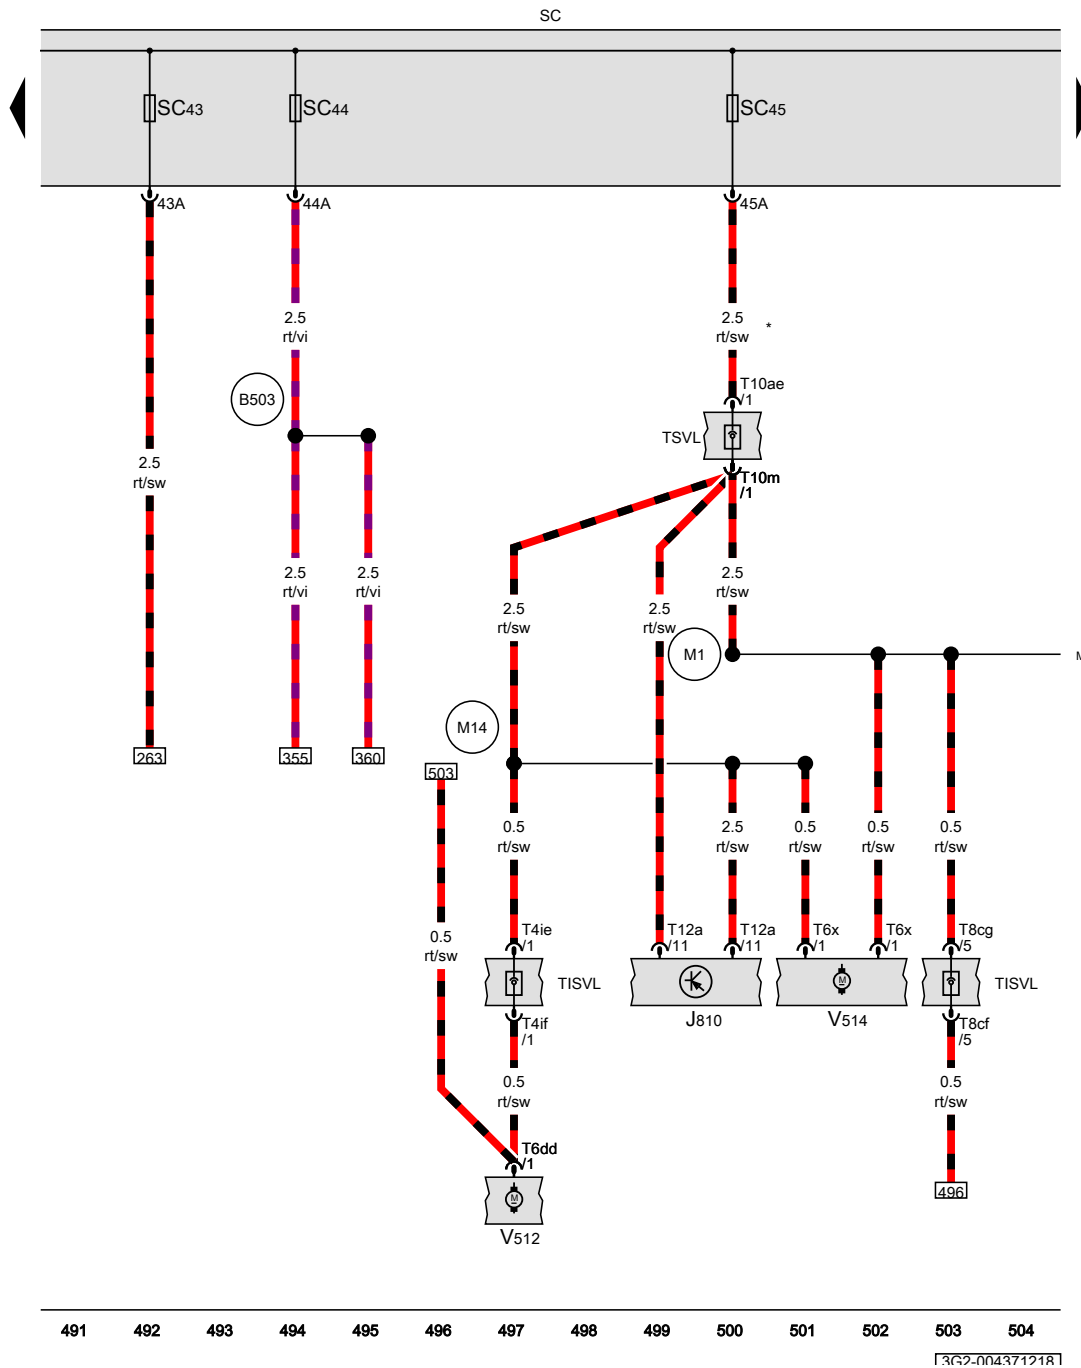 SC
SC43
SC44
SC45
43A
44A
45A
2.5
rt/vi
2.5
rt/sw
*
T10ae
/1
B503
TSVL
2.5
rt/sw
T10m
/1
2.5
rt/vi
2.5
rt/vi
2.5
rt/sw
2.5
rt/sw
2.5
rt/sw
M1
M14
263
355
360
503
0.5
rt/sw
2.5
rt/sw
0.5
rt/sw
0.5
rt/sw
0.5
rt/sw
0.5
rt/sw
T4ie
/1
T12a
/11
T12a
/11
T6x
/1
T6x
/1
T8cg
/5
TISVL
M
TISVL
J810
V514
T4if
/1
T8cf
/5
0.5
rt/sw
0.5
rt/sw
T6dd
/1
496
M
V512
491 492 493 494 495 496 497 498 499 500 501 502 503 504
3G2-004371218